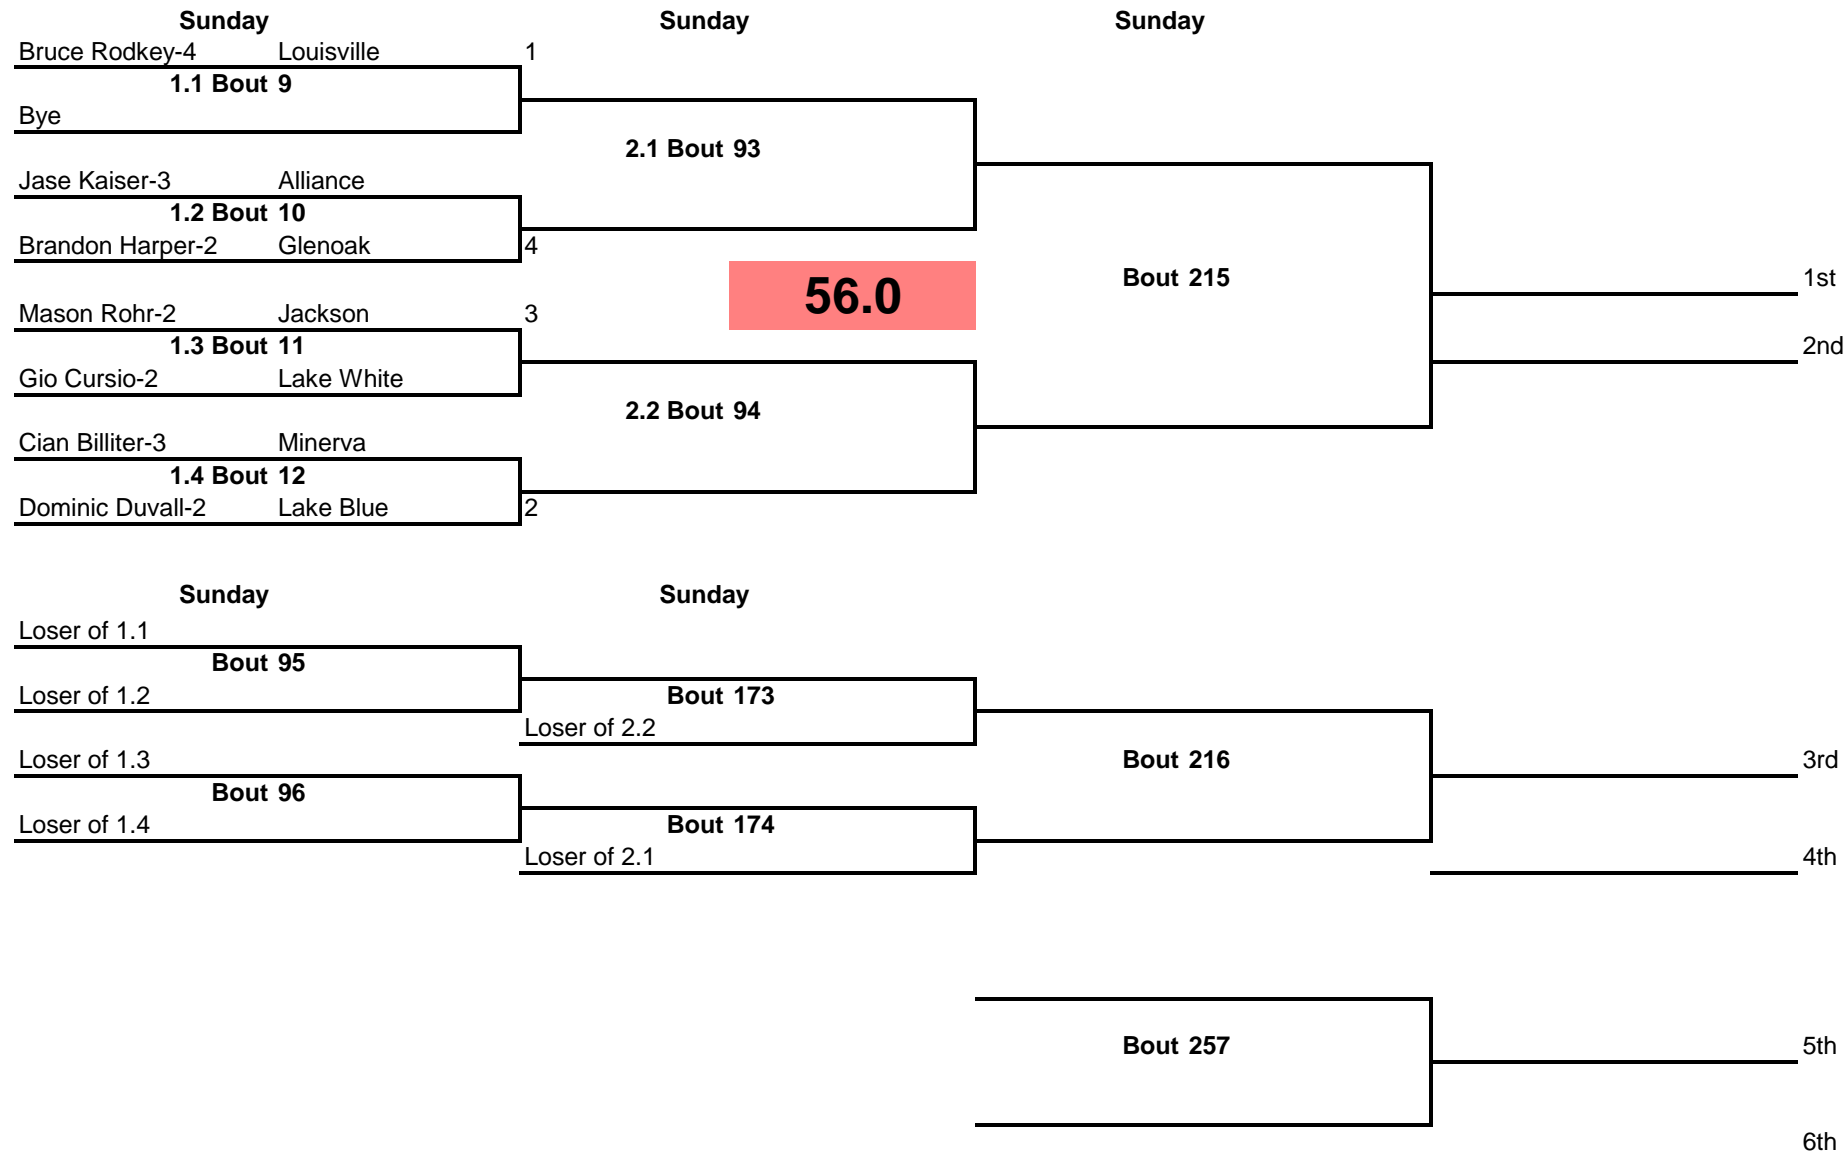 Sunday Sunday Sunday
Bruce Rodkey-4 Louisville 1
1.1 Bout 9
Bye
2.1 Bout 93
Jase Kaiser-3 Alliance
1.2 Bout 10
Brandon Harper-2 Glenoak 4
56.0 Bout 215 1st
Mason Rohr-2 Jackson 3
1.3 Bout 11 2nd
Gio Cursio-2 Lake White
2.2 Bout 94
Cian Billiter-3 Minerva
1.4 Bout 12
Dominic Duvall-2 Lake Blue 2
Sunday Sunday
Loser of 1.1
Bout 95
Loser of 1.2 Bout 173
Loser of 2.2
Loser of 1.3 Bout 216 3rd
Bout 96
Loser of 1.4 Bout 174
Loser of 2.1 4th
Bout 257 5th
6th